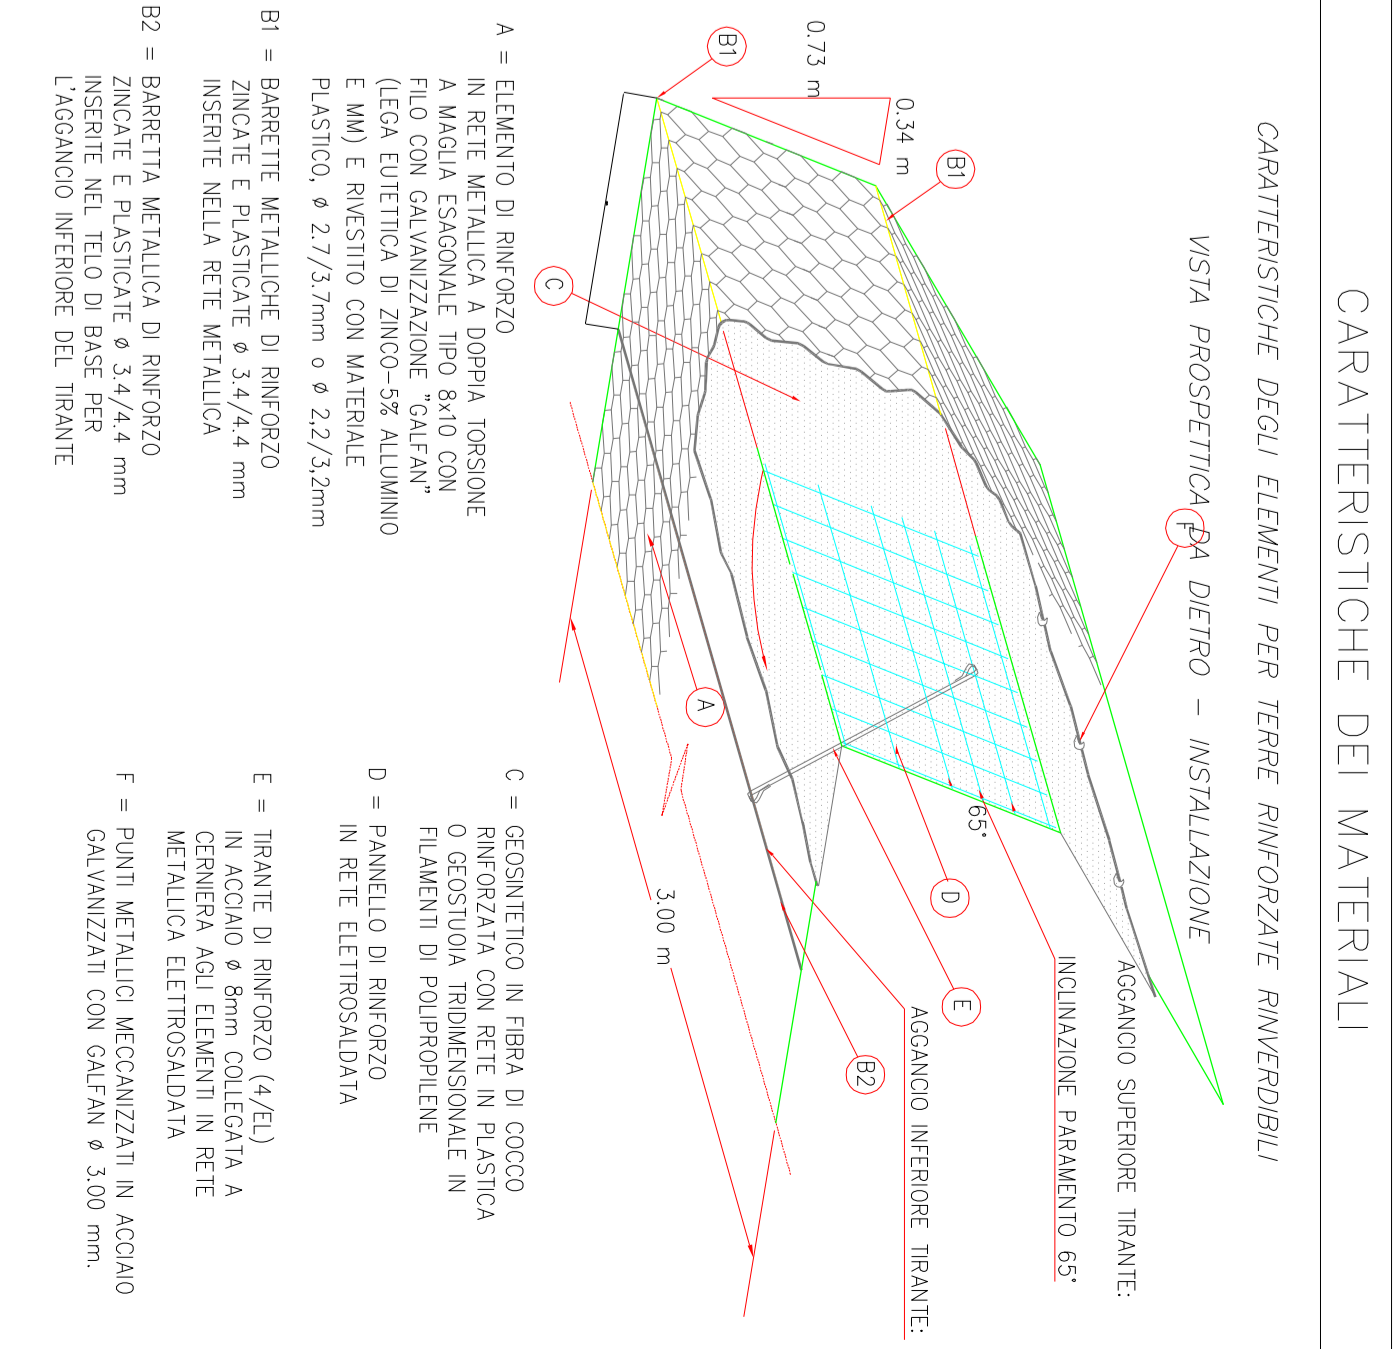 CARATTERISTICHE DEI MATERIALI
CARATTERISTICHE DEGLI ELEMENTI PER TERRE RINFORZATE RINVERDIBILI
VISTA PROSPETTICA DA DIETRO - INSTALLAZIONE
F
AGGANCIO SUPERIORE TIRANTE:
INCLINAZIONE PARAMENTO 65°
65°
B1
0.34 m
0.73 m
B1
C
D
E
AGGANCIO INFERIORE TIRANTE:
B2
A
3.00 m
A = ELEMENTO DI RINFORZO
IN RETE METALLICA A DOPPIA TORSIONE
A MAGLIA ESAGONALE TIPO 8x10 CON
FILO CON GALVANIZZAZIONE "GALFAN"
(LEGA EUTETTICA DI ZINCO-5% ALLUMINIO
E MM) E RIVESTITO CON MATERIALE
PLASTICO, ø 2.7/3.7mm o ø 2,2/3,2mm
B1 = BARRETTE METALLICHE DI RINFORZO
ZINCATE E PLASTICATE ø 3.4/4.4 mm
INSERITE NELLA RETE METALLICA
B2 = BARRETTA METALLICA DI RINFORZO
ZINCATE E PLASTICATE ø 3.4/4.4 mm
INSERITE NEL TELO DI BASE PER
L'AGGANCIO INFERIORE DEL TIRANTE
C = GEOSINTETICO IN FIBRA DI COCCO
RINFORZATA CON RETE IN PLASTICA
O GEOSTUOIA TRIDIMENSIONALE IN
FILAMENTI DI POLIPROPILENE
D = PANNELLO DI RINFORZO
IN RETE ELETTROSALDATA
E = TIRANTE DI RINFORZO (4/EL)
IN ACCIAIO ø 8mm COLLEGATA A
CERNIERA AGLI ELEMENTI IN RETE
METALLICA ELETTROSALDATA
F = PUNTI METALLICI MECCANIZZATI IN ACCIAIO
GALVANIZZATI CON GALFAN ø 3.00 mm.